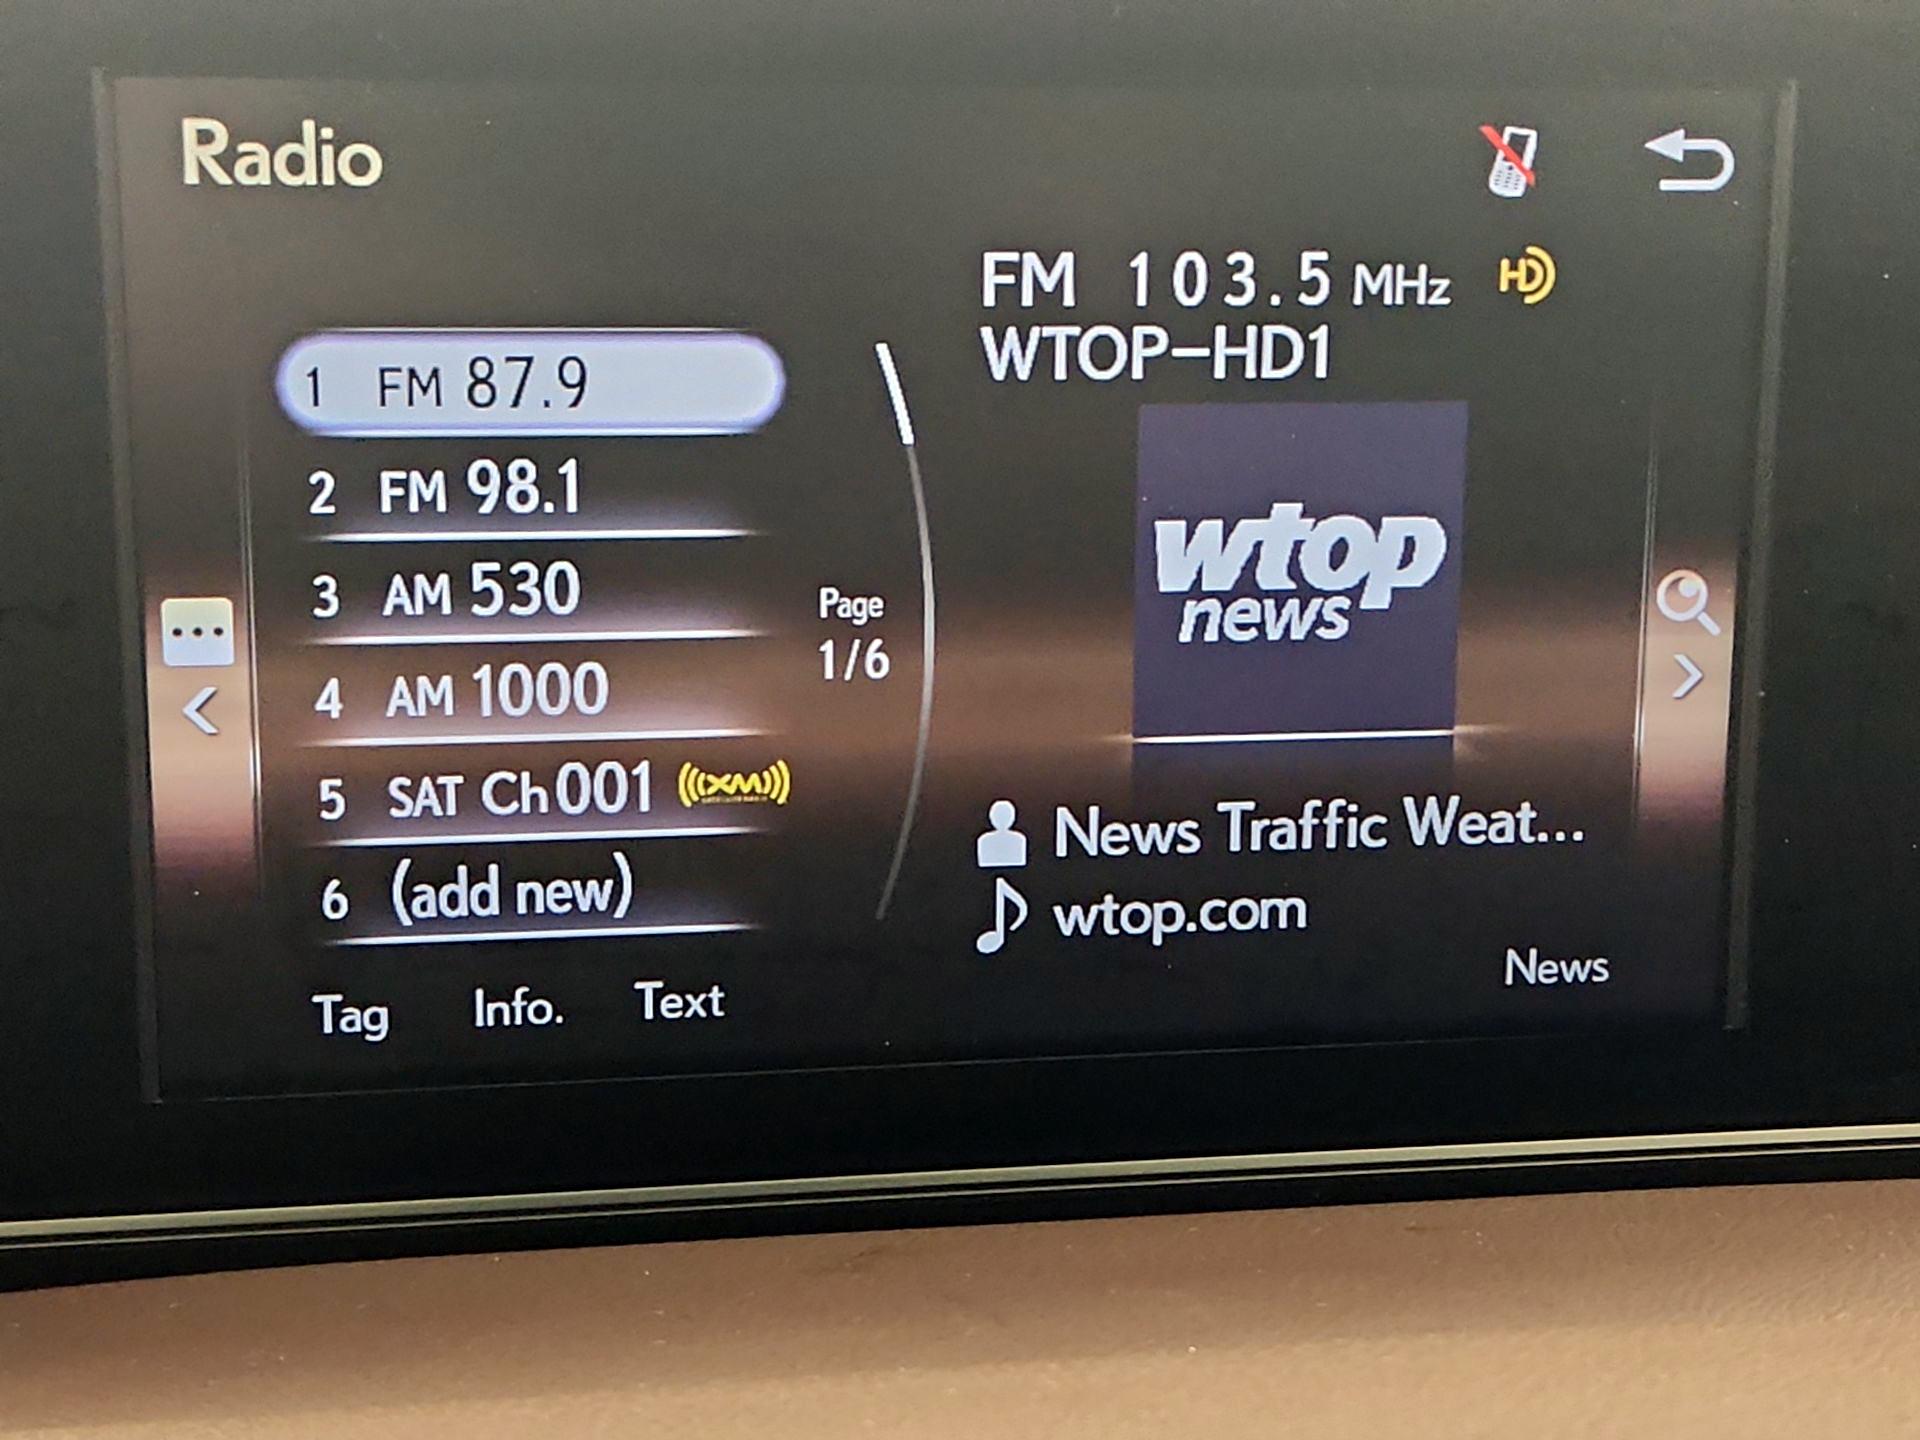 Radio
FM 103.5 MHz HD
WTOP-HD1
1 FM 87.9
2 FM 98.1
3 AM 530
4 AM 1000
5 SAT Ch001 ((XM))
6 (add new)
Page
1/6
wtop
news
News Traffic Weat...
wtop.com
News
Tag Info. Text